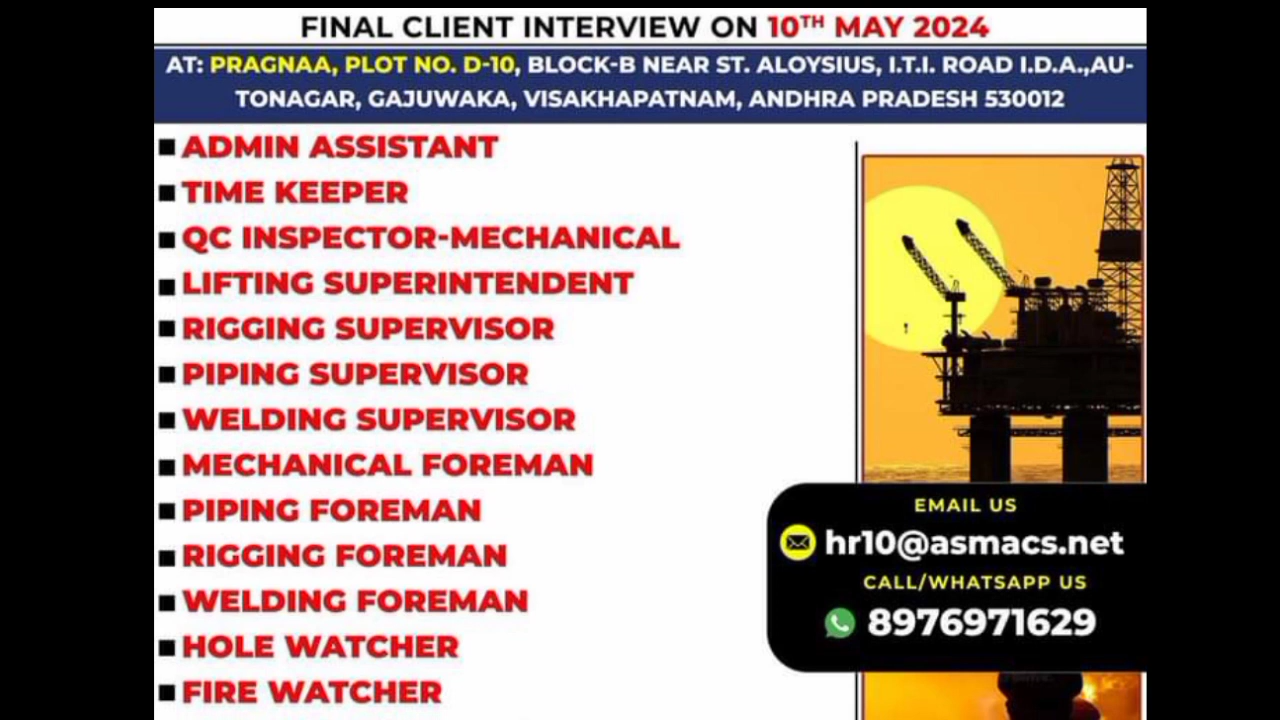 FINAL CLIENT INTERVIEW ON 10TH MAY 2024
AT: PRAGNAA, PLOT NO. D-10, BLOCK-B NEAR ST. ALOYSIUS, I.T.I. ROAD I.D.A.,AU-
TONAGAR, GAJUWAKA, VISAKHAPATNAM, ANDHRA PRADESH 530012
■ ADMIN ASSISTANT
■ TIME KEEPER
■ QC INSPECTOR-MECHANICAL
■ LIFTING SUPERINTENDENT
■ RIGGING SUPERVISOR
■ PIPING SUPERVISOR
■ WELDING SUPERVISOR
■ MECHANICAL FOREMAN
■ PIPING FOREMAN
■ RIGGING FOREMAN
■ WELDING FOREMAN
■ HOLE WATCHER
■ FIRE WATCHER
EMAIL US
hr10@asmacs.net
CALL/WHATSAPP US
8976971629